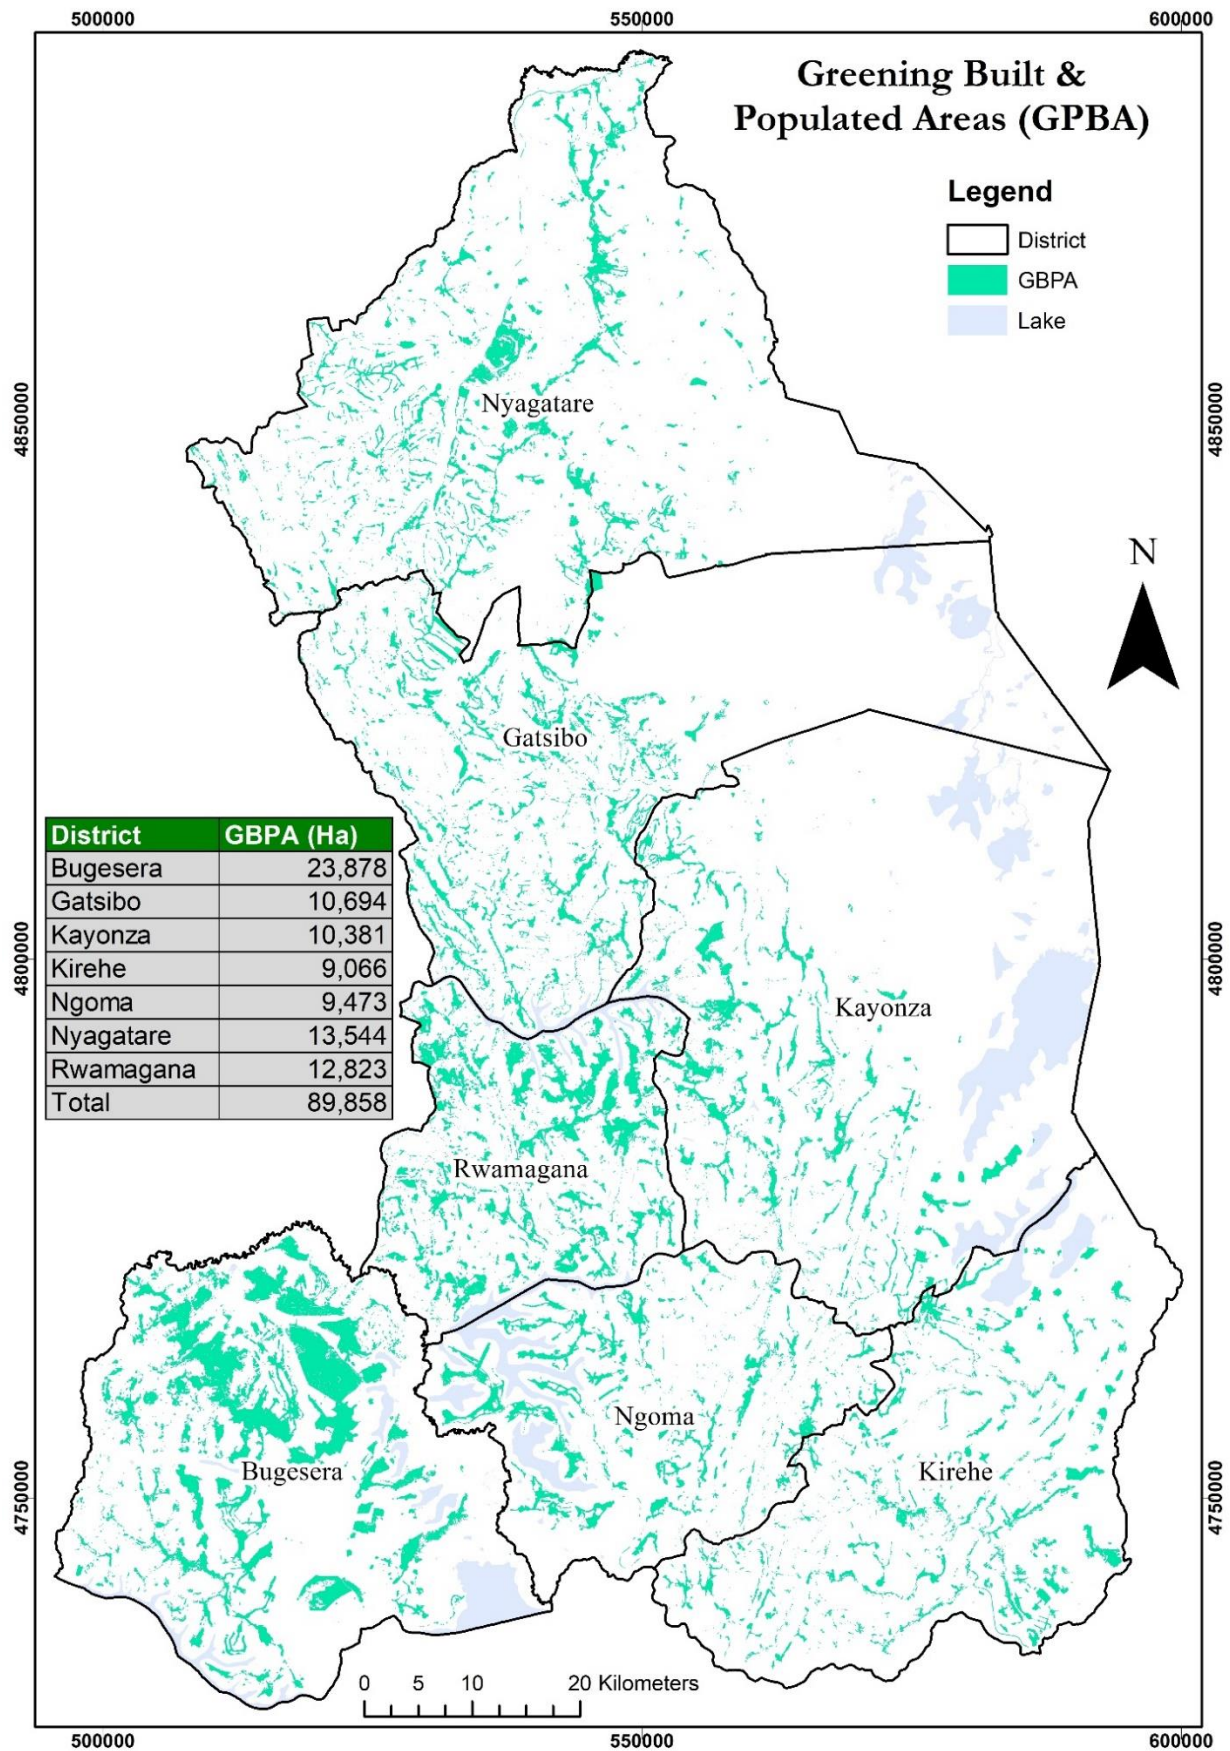 500000 550000 600000
Greening Built &
Populated Areas (GPBA)
Legend
District
GBPA
Lake
4850000
4850000
Nyagatare
N
Gatsibo
District GBPA (Ha)
Bugesera 23,878
Gatsibo 10,694
Kayonza 10,381
Kirehe 9,066
Ngoma 9,473
Nyagatare 13,544
Rwamagana 12,823
Total 89,858
4800000
4800000
Kayonza
Rwamagana
Ngoma
Bugesera
Kirehe
4750000
4750000
0 5 10 20 Kilometers
500000 550000 600000